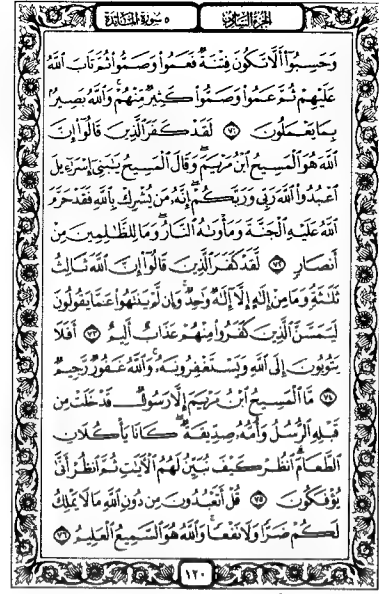 الجزء السادس ٥ سورة المائدة
وَحَسِبُوٓا۟ أَلَّا تَكُونَ فِتْنَةٌ فَعَمُوا۟ وَصَمُّوا۟ ثُمَّ تَابَ ٱللَّهُ
عَلَيْهِمْ ثُمَّ عَمُوا۟ وَصَمُّوا۟ كَثِيرٌ مِّنْهُمْ ۚ وَٱللَّهُ بَصِيرٌۢ
بِمَا يَعْمَلُونَ ٧١ لَقَدْ كَفَرَ ٱلَّذِينَ قَالُوٓا۟ إِنَّ
ٱللَّهَ هُوَ ٱلْمَسِيحُ ٱبْنُ مَرْيَمَ ۖ وَقَالَ ٱلْمَسِيحُ يَـٰبَنِىٓ إِسْرَٰٓءِيلَ
ٱعْبُدُوا۟ ٱللَّهَ رَبِّى وَرَبَّكُمْ ۖ إِنَّهُۥ مَن يُشْرِكْ بِٱللَّهِ فَقَدْ حَرَّمَ
ٱللَّهُ عَلَيْهِ ٱلْجَنَّةَ وَمَأْوَىٰهُ ٱلنَّارُ ۖ وَمَا لِلظَّـٰلِمِينَ مِنْ
أَنصَارٍ ٧٢ لَّقَدْ كَفَرَ ٱلَّذِينَ قَالُوٓا۟ إِنَّ ٱللَّهَ ثَالِثُ
ثَلَـٰثَةٍ ۘ وَمَا مِنْ إِلَـٰهٍ إِلَّآ إِلَـٰهٌ وَٰحِدٌ ۚ وَإِن لَّمْ يَنتَهُوا۟ عَمَّا يَقُولُونَ
لَيَمَسَّنَّ ٱلَّذِينَ كَفَرُوا۟ مِنْهُمْ عَذَابٌ أَلِيمٌ ٧٣ أَفَلَا
يَتُوبُونَ إِلَى ٱللَّهِ وَيَسْتَغْفِرُونَهُۥ ۚ وَٱللَّهُ غَفُورٌ رَّحِيمٌ
٧٤ مَّا ٱلْمَسِيحُ ٱبْنُ مَرْيَمَ إِلَّا رَسُولٌ قَدْ خَلَتْ مِن
قَبْلِهِ ٱلرُّسُلُ وَأُمُّهُۥ صِدِّيقَةٌ ۖ كَانَا يَأْكُلَانِ
ٱلطَّعَامَ ۗ ٱنظُرْ كَيْفَ نُبَيِّنُ لَهُمُ ٱلْـَٔايَـٰتِ ثُمَّ ٱنظُرْ أَنَّىٰ
يُؤْفَكُونَ ٧٥ قُلْ أَتَعْبُدُونَ مِن دُونِ ٱللَّهِ مَا لَا يَمْلِكُ
لَكُمْ ضَرًّا وَلَا نَفْعًا ۚ وَٱللَّهُ هُوَ ٱلسَّمِيعُ ٱلْعَلِيمُ ٧٦
١٢٠